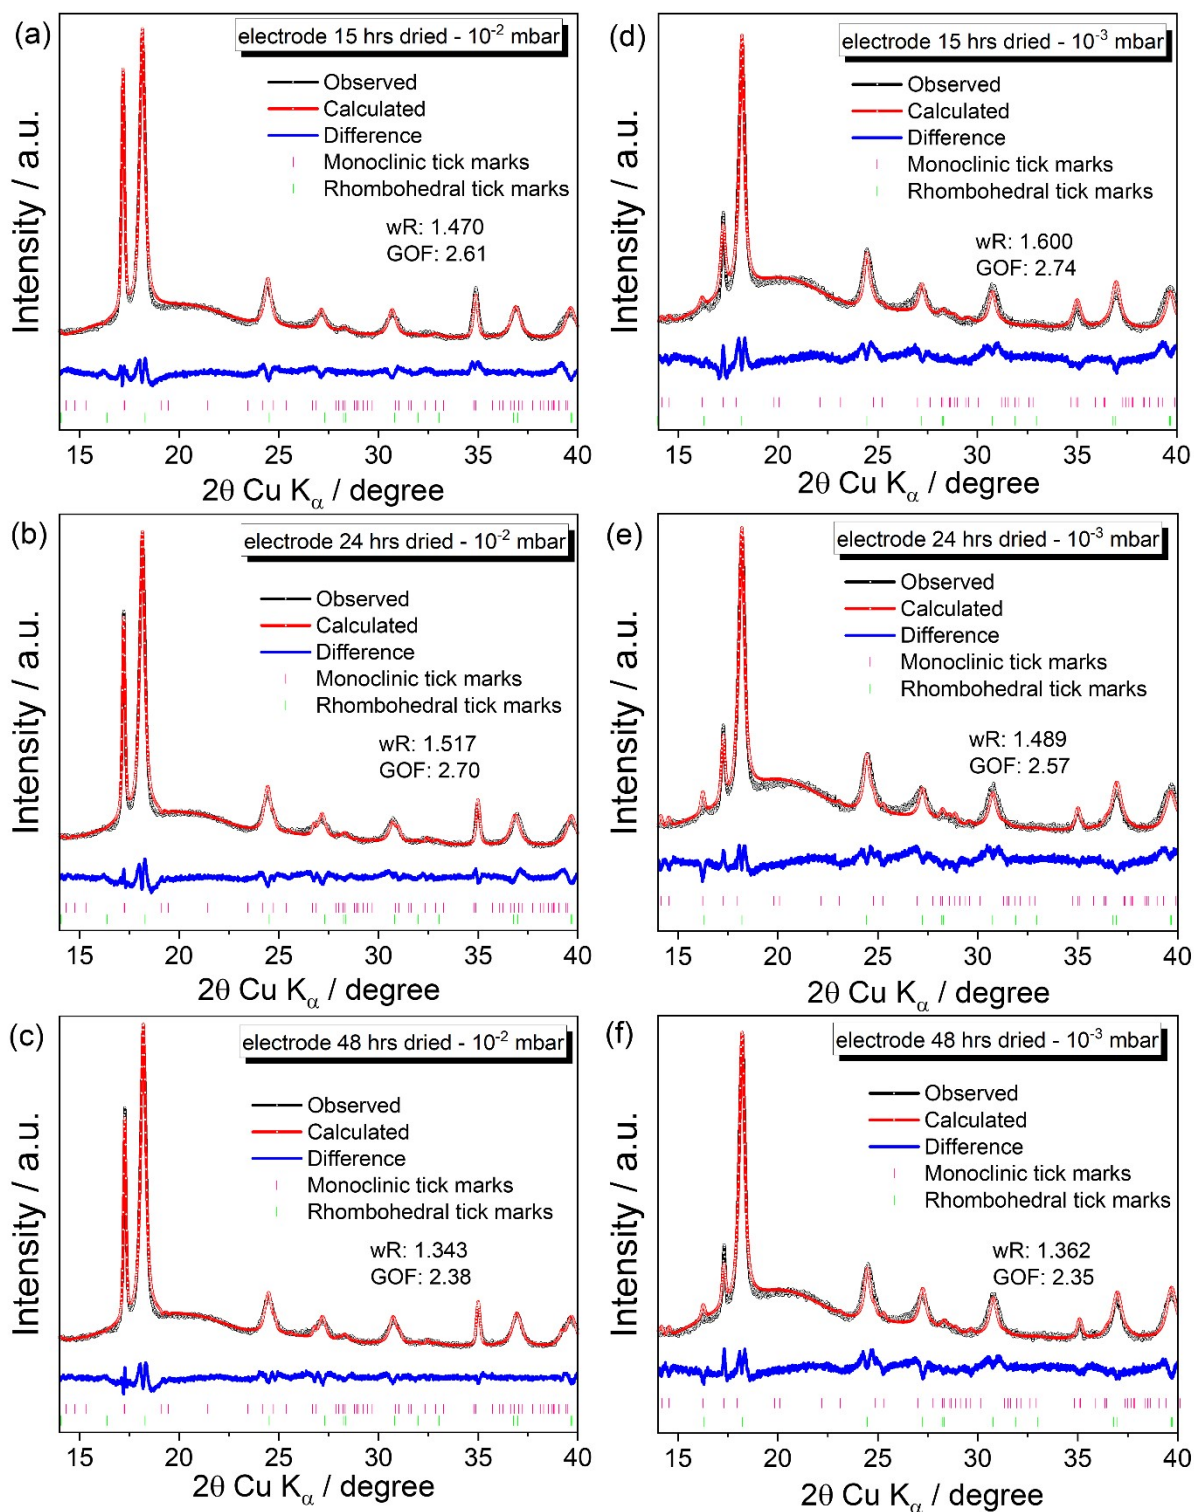 (a)
electrode 15 hrs dried - 10⁻² mbar
Observed
Calculated
Difference
Monoclinic tick marks
Rhombohedral tick marks
wR: 1.470
GOF: 2.61
Intensity / a.u.
15 20 25 30 35 40
2θ Cu Kα / degree
(d)
electrode 15 hrs dried - 10⁻³ mbar
Observed
Calculated
Difference
Monoclinic tick marks
Rhombohedral tick marks
wR: 1.600
GOF: 2.74
Intensity / a.u.
15 20 25 30 35 40
2θ Cu Kα / degree
(b)
electrode 24 hrs dried - 10⁻² mbar
Observed
Calculated
Difference
Monoclinic tick marks
Rhombohedral tick marks
wR: 1.517
GOF: 2.70
Intensity / a.u.
15 20 25 30 35 40
2θ Cu Kα / degree
(e)
electrode 24 hrs dried - 10⁻³ mbar
Observed
Calculated
Difference
Monoclinic tick marks
Rhombohedral tick marks
wR: 1.489
GOF: 2.57
Intensity / a.u.
15 20 25 30 35 40
2θ Cu Kα / degree
(c)
electrode 48 hrs dried - 10⁻² mbar
Observed
Calculated
Difference
Monoclinic tick marks
Rhombohedral tick marks
wR: 1.343
GOF: 2.38
Intensity / a.u.
15 20 25 30 35 40
2θ Cu Kα / degree
(f)
electrode 48 hrs dried - 10⁻³ mbar
Observed
Calculated
Difference
Monoclinic tick marks
Rhombohedral tick marks
wR: 1.362
GOF: 2.35
Intensity / a.u.
15 20 25 30 35 40
2θ Cu Kα / degree